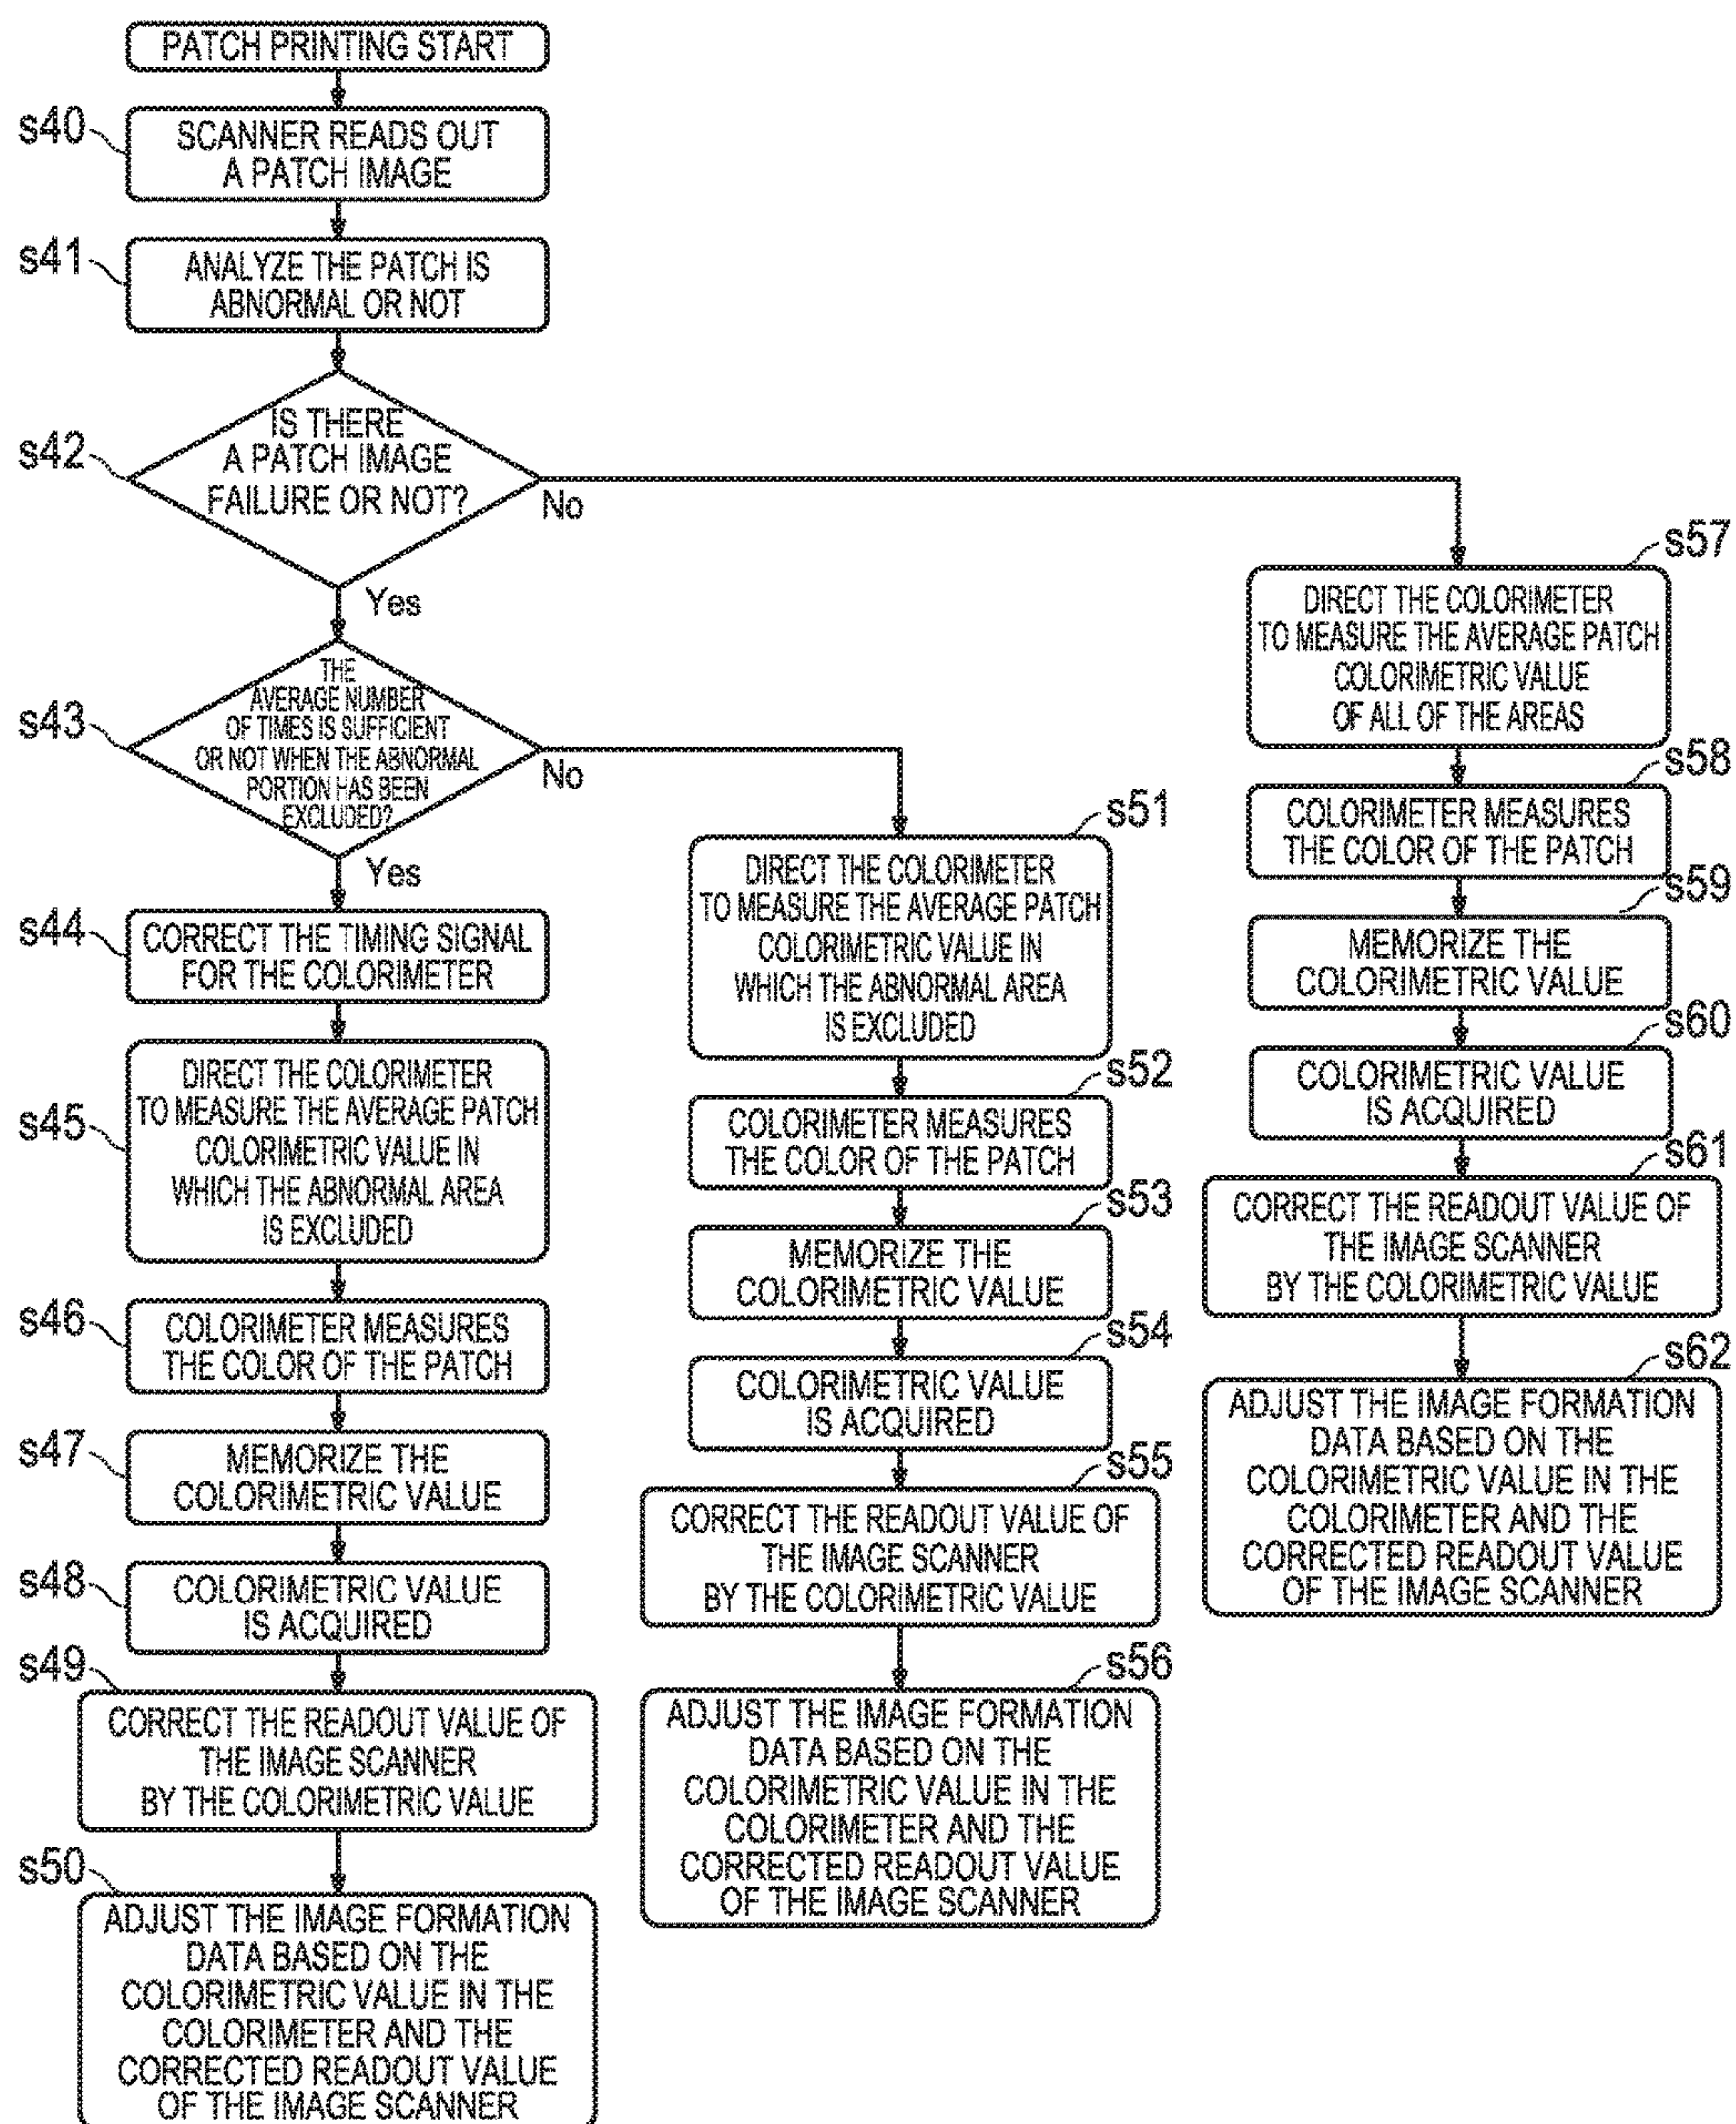 PATCH PRINTING START
s40
SCANNER READS OUT
A PATCH IMAGE
s41
ANALYZE THE PATCH IS
ABNORMAL OR NOT
s42
IS THERE
A PATCH IMAGE
FAILURE OR NOT?
No
Yes
s43
THE
AVERAGE NUMBER
OF TIMES IS SUFFICIENT
OR NOT WHEN THE ABNORMAL
PORTION HAS BEEN
EXCLUDED?
No
Yes
s44
CORRECT THE TIMING SIGNAL
FOR THE COLORIMETER
s45
DIRECT THE COLORIMETER
TO MEASURE THE AVERAGE PATCH
COLORIMETRIC VALUE IN
WHICH THE ABNORMAL AREA
IS EXCLUDED
s46
COLORIMETER MEASURES
THE COLOR OF THE PATCH
s47
MEMORIZE THE
COLORIMETRIC VALUE
s48
COLORIMETRIC VALUE
IS ACQUIRED
s49
CORRECT THE READOUT VALUE OF
THE IMAGE SCANNER
BY THE COLORIMETRIC VALUE
s50
ADJUST THE IMAGE FORMATION
DATA BASED ON THE
COLORIMETRIC VALUE IN THE
COLORIMETER AND THE
CORRECTED READOUT VALUE
OF THE IMAGE SCANNER
s51
DIRECT THE COLORIMETER
TO MEASURE THE AVERAGE PATCH
COLORIMETRIC VALUE IN
WHICH THE ABNORMAL AREA
IS EXCLUDED
s52
COLORIMETER MEASURES
THE COLOR OF THE PATCH
s53
MEMORIZE THE
COLORIMETRIC VALUE
s54
COLORIMETRIC VALUE
IS ACQUIRED
s55
CORRECT THE READOUT VALUE OF
THE IMAGE SCANNER
BY THE COLORIMETRIC VALUE
s56
ADJUST THE IMAGE FORMATION
DATA BASED ON THE
COLORIMETRIC VALUE IN THE
COLORIMETER AND THE
CORRECTED READOUT VALUE
OF THE IMAGE SCANNER
s57
DIRECT THE COLORIMETER
TO MEASURE THE AVERAGE PATCH
COLORIMETRIC VALUE
OF ALL OF THE AREAS
s58
COLORIMETER MEASURES
THE COLOR OF THE PATCH
s59
MEMORIZE THE
COLORIMETRIC VALUE
s60
COLORIMETRIC VALUE
IS ACQUIRED
s61
CORRECT THE READOUT VALUE OF
THE IMAGE SCANNER
BY THE COLORIMETRIC VALUE
s62
ADJUST THE IMAGE FORMATION
DATA BASED ON THE
COLORIMETRIC VALUE IN THE
COLORIMETER AND THE
CORRECTED READOUT VALUE
OF THE IMAGE SCANNER